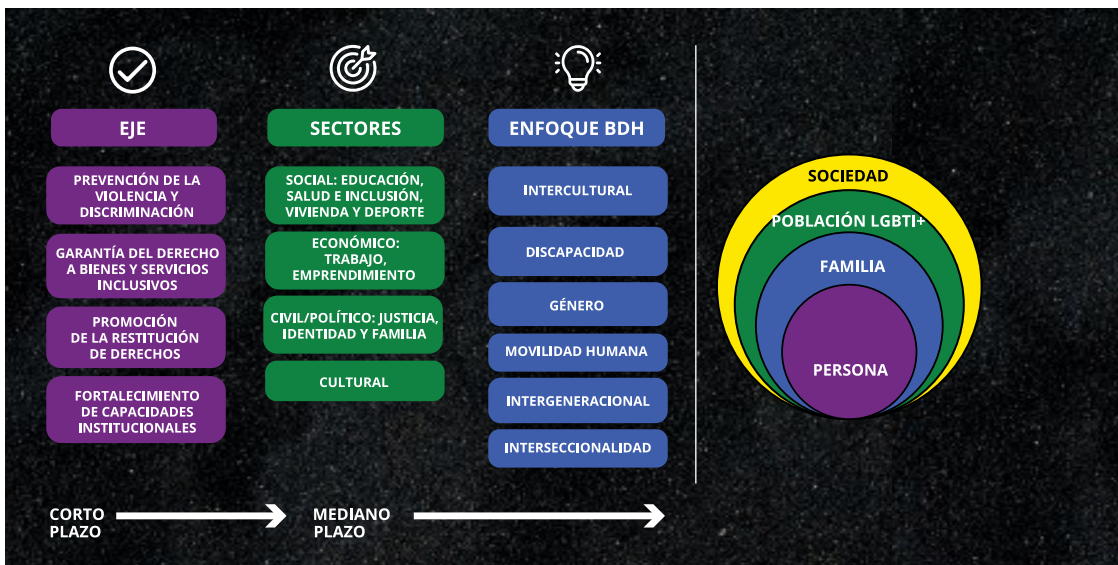 EJE
PREVENCIÓN DE LA
VIOLENCIA Y
DISCRIMINACIÓN
GARANTÍA DEL DERECHO
A BIENES Y SERVICIOS
INCLUSIVOS
PROMOCIÓN
DE LA RESTITUCIÓN
DE DERECHOS
FORTALECIMIENTO
DE CAPACIDADES
INSTITUCIONALES
SECTORES
SOCIAL: EDUCACIÓN,
SALUD E INCLUSIÓN,
VIVIENDA Y DEPORTE
ECONÓMICO:
TRABAJO,
EMPRENDIMIENTO
CIVIL/POLÍTICO: JUSTICIA,
IDENTIDAD Y FAMILIA
CULTURAL
ENFOQUE BDH
INTERCULTURAL
DISCAPACIDAD
GÉNERO
MOVILIDAD HUMANA
INTERGENERACIONAL
INTERSECCIONALIDAD
SOCIEDAD
POBLACIÓN LGBTI+
FAMILIA
PERSONA
CORTO
PLAZO
MEDIANO
PLAZO